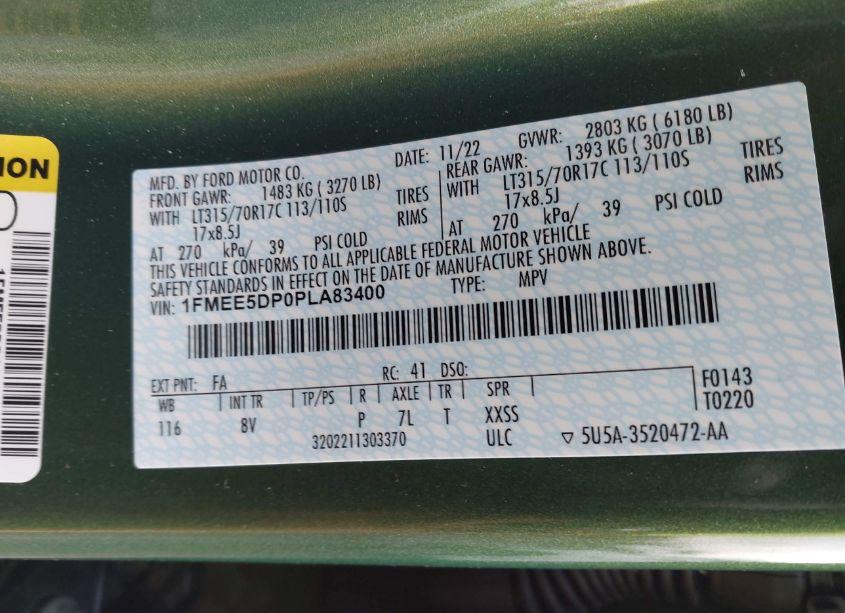 ION
MFD. BY FORD MOTOR CO.
DATE: 11/22 GVWR: 2803 KG ( 6180 LB)
FRONT GAWR: 1483 KG ( 3270 LB)
WITH LT315/70R17C 113/110S TIRES
17x8.5J RIMS
AT 270 kPa/ 39 PSI COLD
REAR GAWR: 1393 KG ( 3070 LB)
WITH LT315/70R17C 113/110S TIRES
17x8.5J RIMS
AT 270 kPa/ 39 PSI COLD
THIS VEHICLE CONFORMS TO ALL APPLICABLE FEDERAL MOTOR VEHICLE
SAFETY STANDARDS IN EFFECT ON THE DATE OF MANUFACTURE SHOWN ABOVE.
VIN: 1FMEE5DP0PLA83400 TYPE: MPV
EXT PNT: FA RC: 41 DSO:
WB INT TR TP/PS R AXLE TR SPR
116 8V P 7L T XXSS
F0143
T0220
3202211303370 ULC ▽ 5U5A-3520472-AA